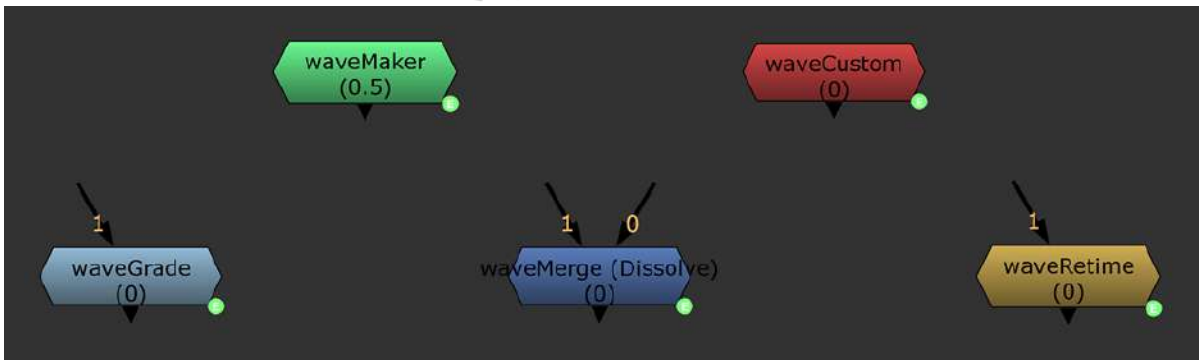 waveMaker
(0.5)
E
waveCustom
(0)
E
1
1
0
1
waveGrade
(0)
E
waveMerge (Dissolve)
(0)
E
waveRetime
(0)
E